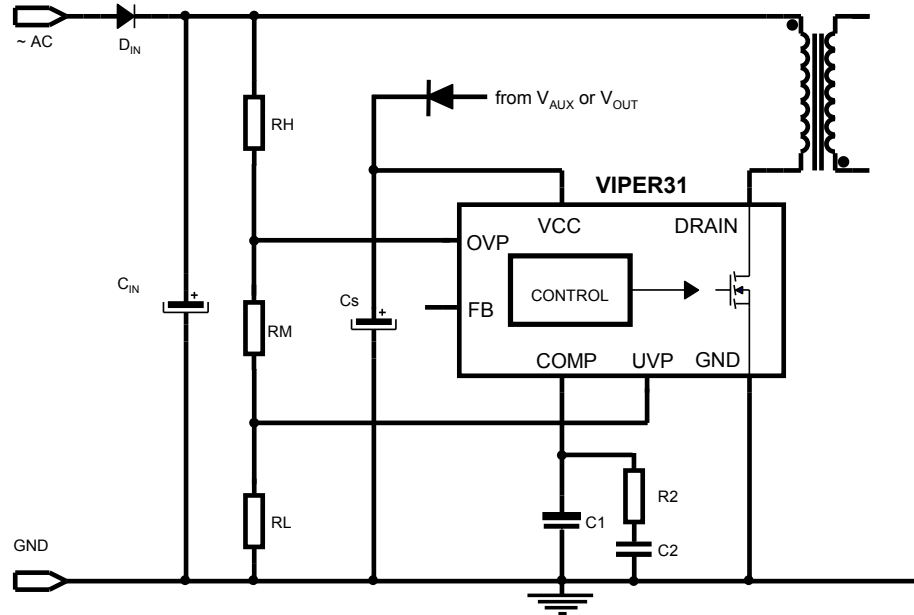 ~ AC
DIN
from VAUX or VOUT
RH
VIPER31
VCC
DRAIN
OVP
CIN
Cs
+
+
CONTROL
FB
RM
COMP
UVP
GND
R2
RL
C1
C2
GND